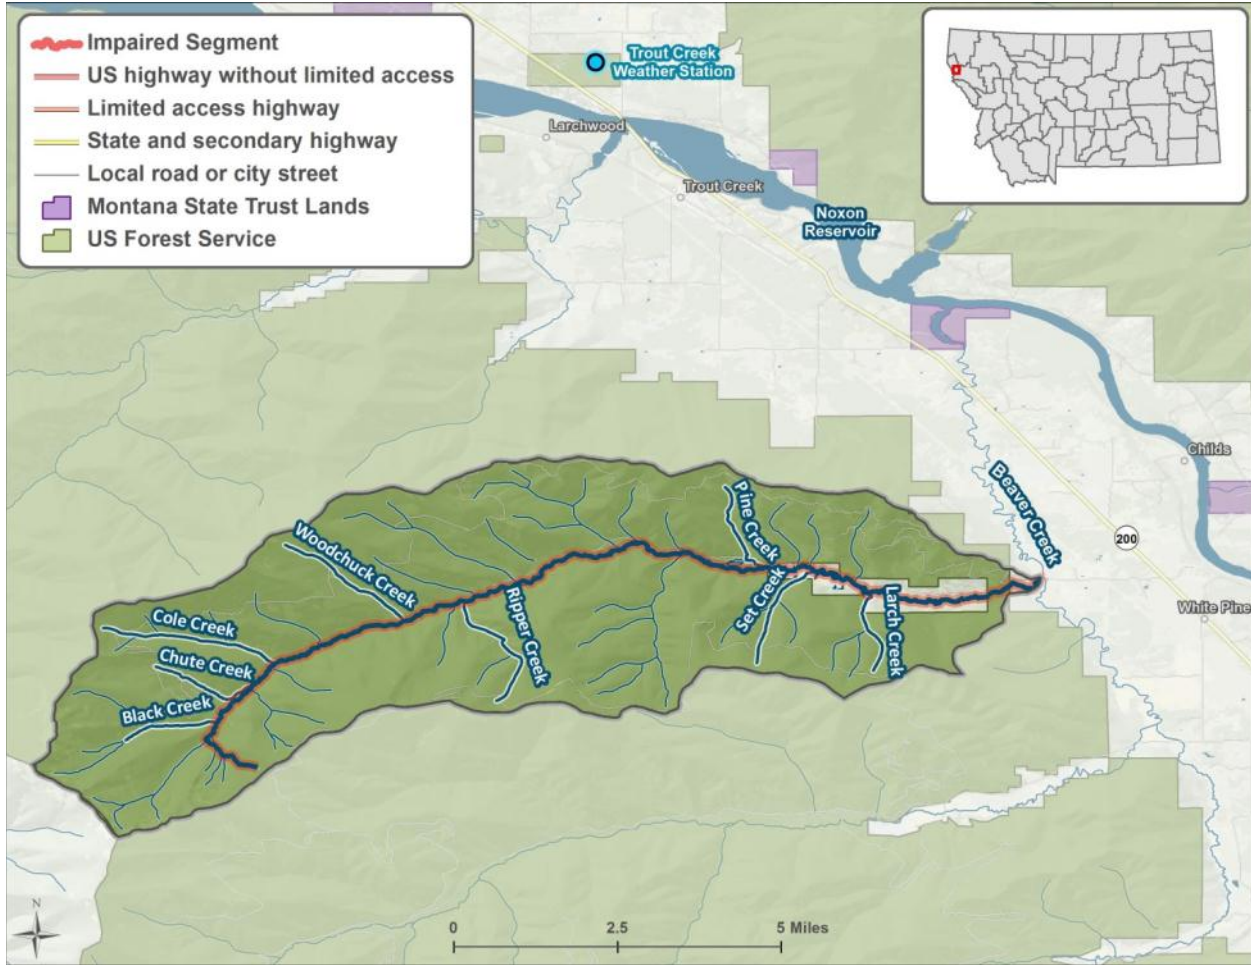 Impaired Segment
US highway without limited access
Limited access highway
State and secondary highway
Local road or city street
Montana State Trust Lands
US Forest Service
Trout Creek
Weather Station
Larchwood
Trout Creek
Noxon
Reservoir
Childs
Beaver Creek
200
White Pine
Pine Creek
Woodchuck Creek
Set Creek
Larch Creek
Ripper Creek
Cole Creek
Chute Creek
Black Creek
N
0 2.5 5 Miles